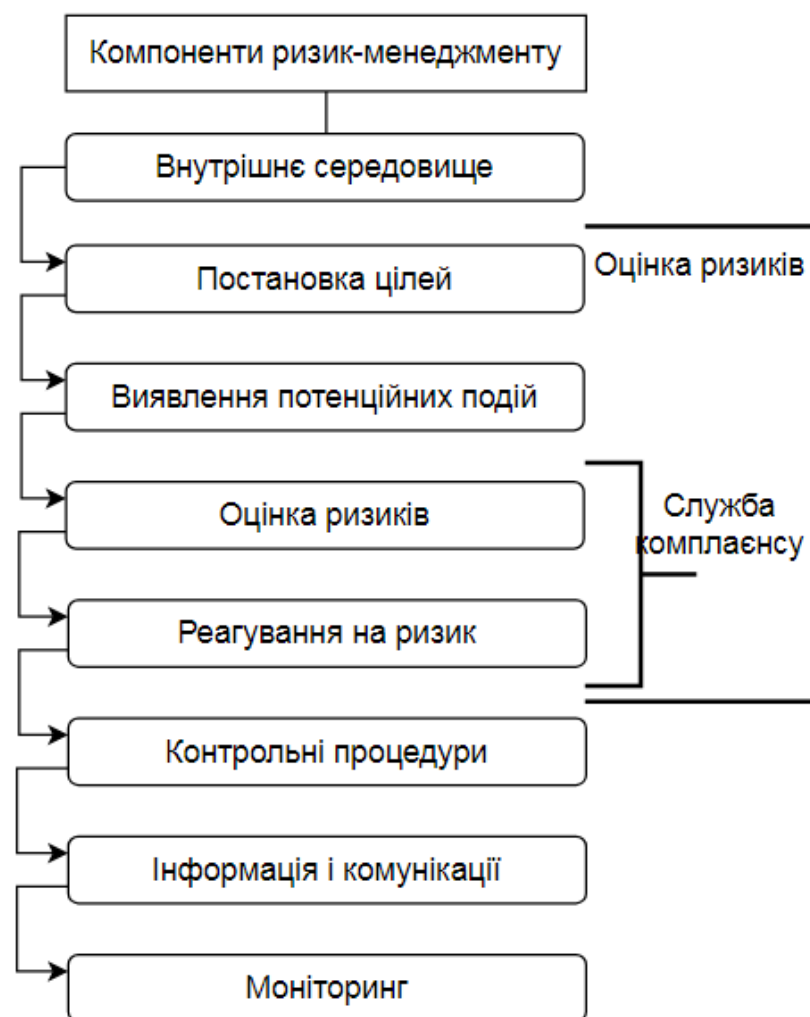 Компоненти ризик-менеджменту
Внутрішнє середовище
Постановка цілей
Оцінка ризиків
Виявлення потенційних подій
Оцінка ризиків
Служба
комплаєнсу
Реагування на ризик
Контрольні процедури
Інформація і комунікації
Моніторинг